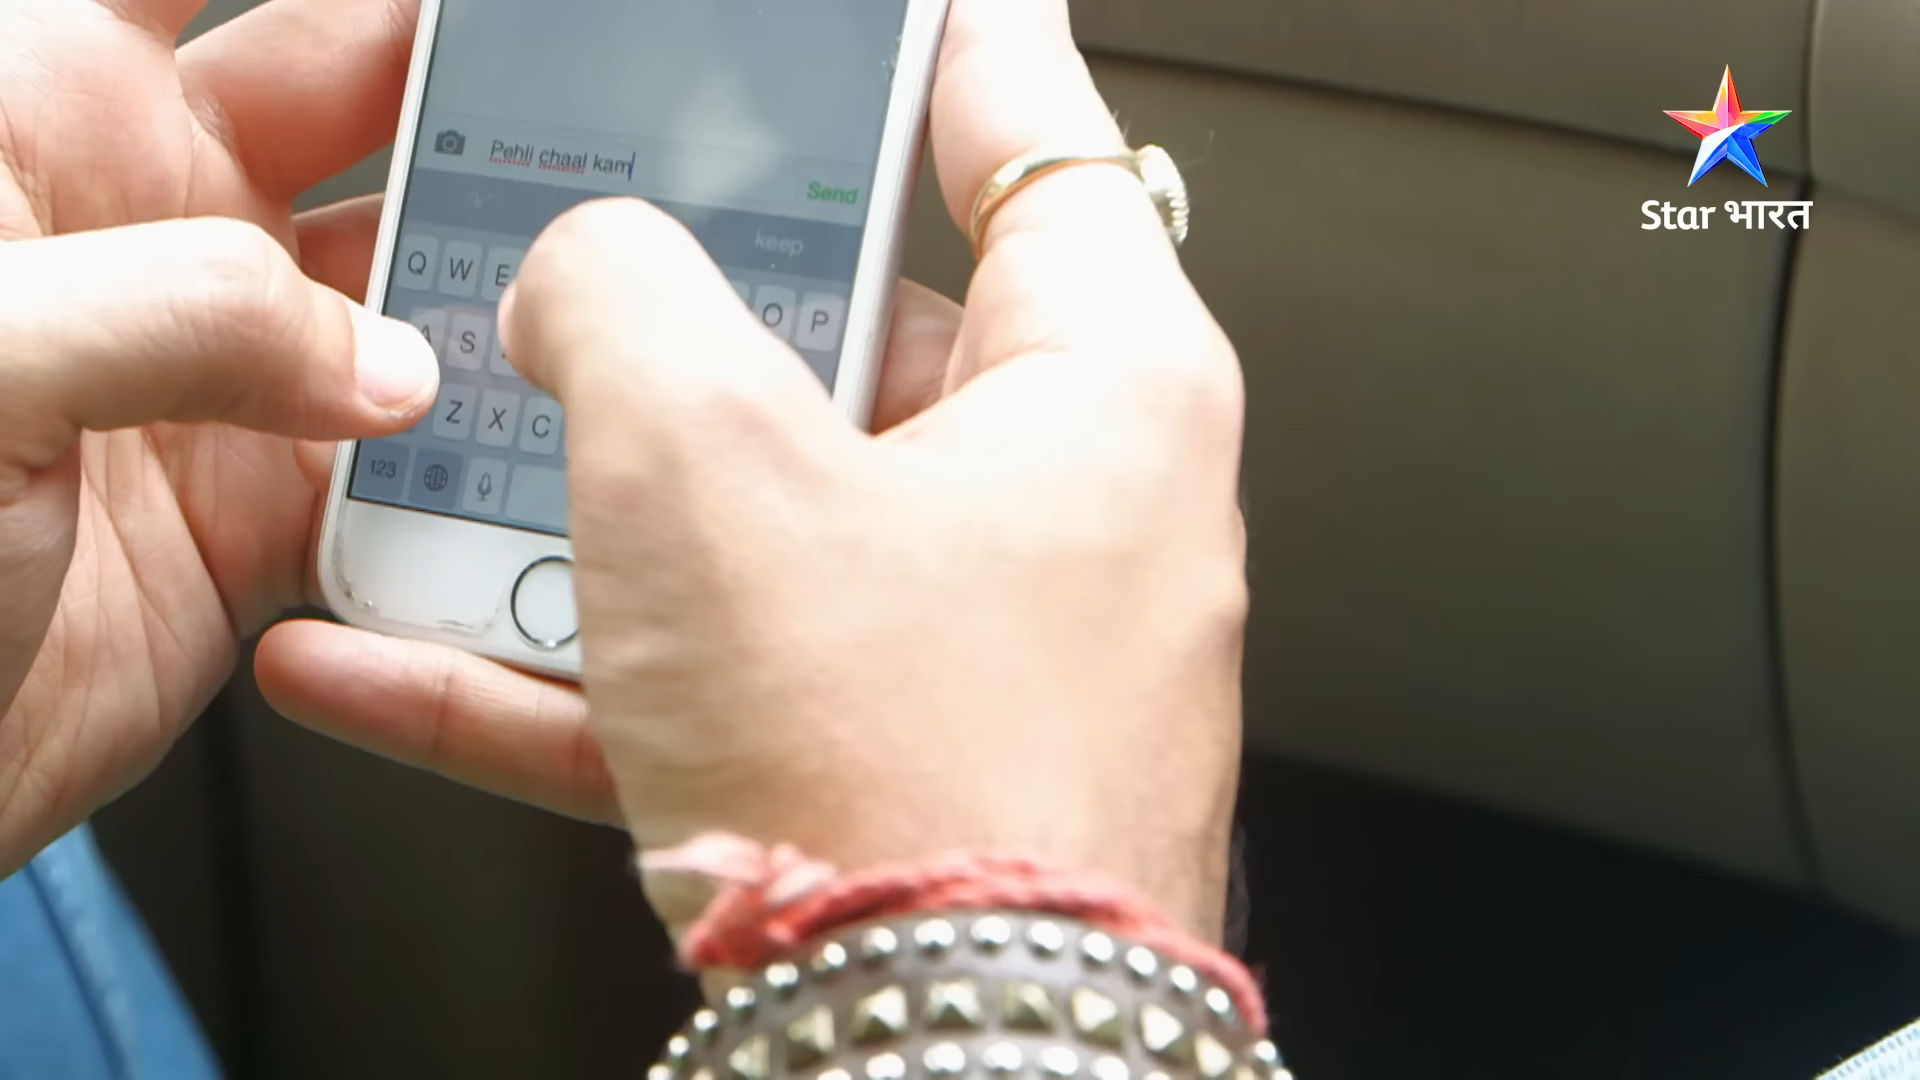 Pehli chaal kam
Send
keep
Q W E O P
A S
Z X C
123
Star भारत